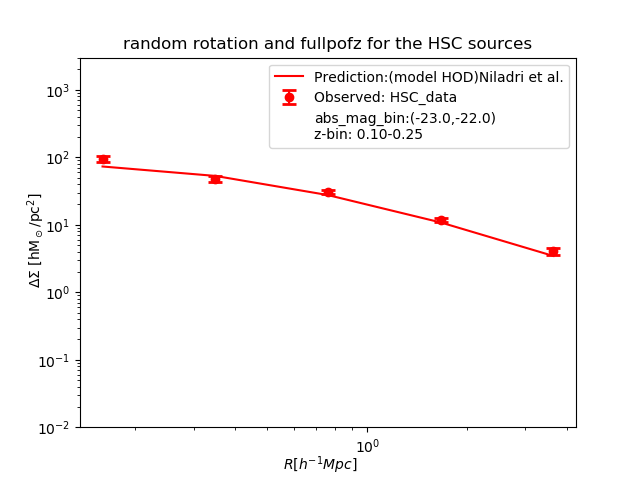 random rotation and fullpofz for the HSC sources
Prediction:(model HOD)Niladri et al.
Observed: HSC_data
abs_mag_bin:(-23.0,-22.0)
z-bin: 0.10-0.25
ΔΣ [hM⊙/pc²]
10³
10²
10¹
10⁰
10⁻¹
10⁻²
10⁰
R[h⁻¹Mpc]